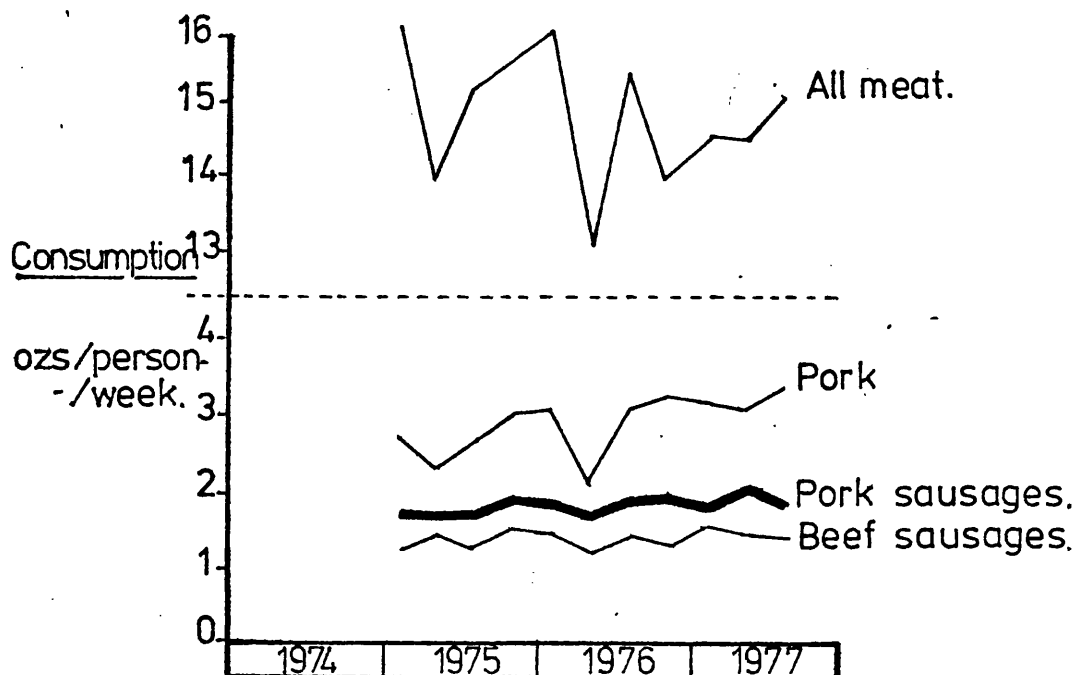 16
15
All meat.
14
13
Consumption
4
ozs/person-
-/week.
Pork
3
2
Pork sausages.
Beef sausages.
1
0
1974 1975 1976 1977